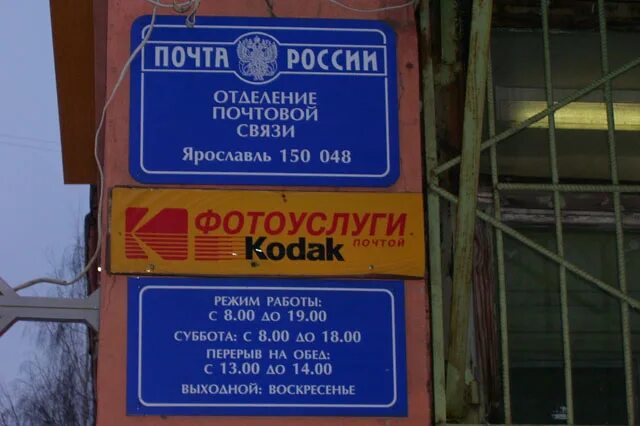 ПОЧТА РОССИИ
ОТДЕЛЕНИЕ
ПОЧТОВОЙ
СВЯЗИ
Ярославль 150 048
ФОТОУСЛУГИ
ПОЧТОЙ
Kodak
РЕЖИМ РАБОТЫ:
С 8.00 ДО 19.00
СУББОТА: С 8.00 ДО 18.00
ПЕРЕРЫВ НА ОБЕД:
С 13.00 ДО 14.00
ВЫХОДНОЙ: ВОСКРЕСЕНЬЕ